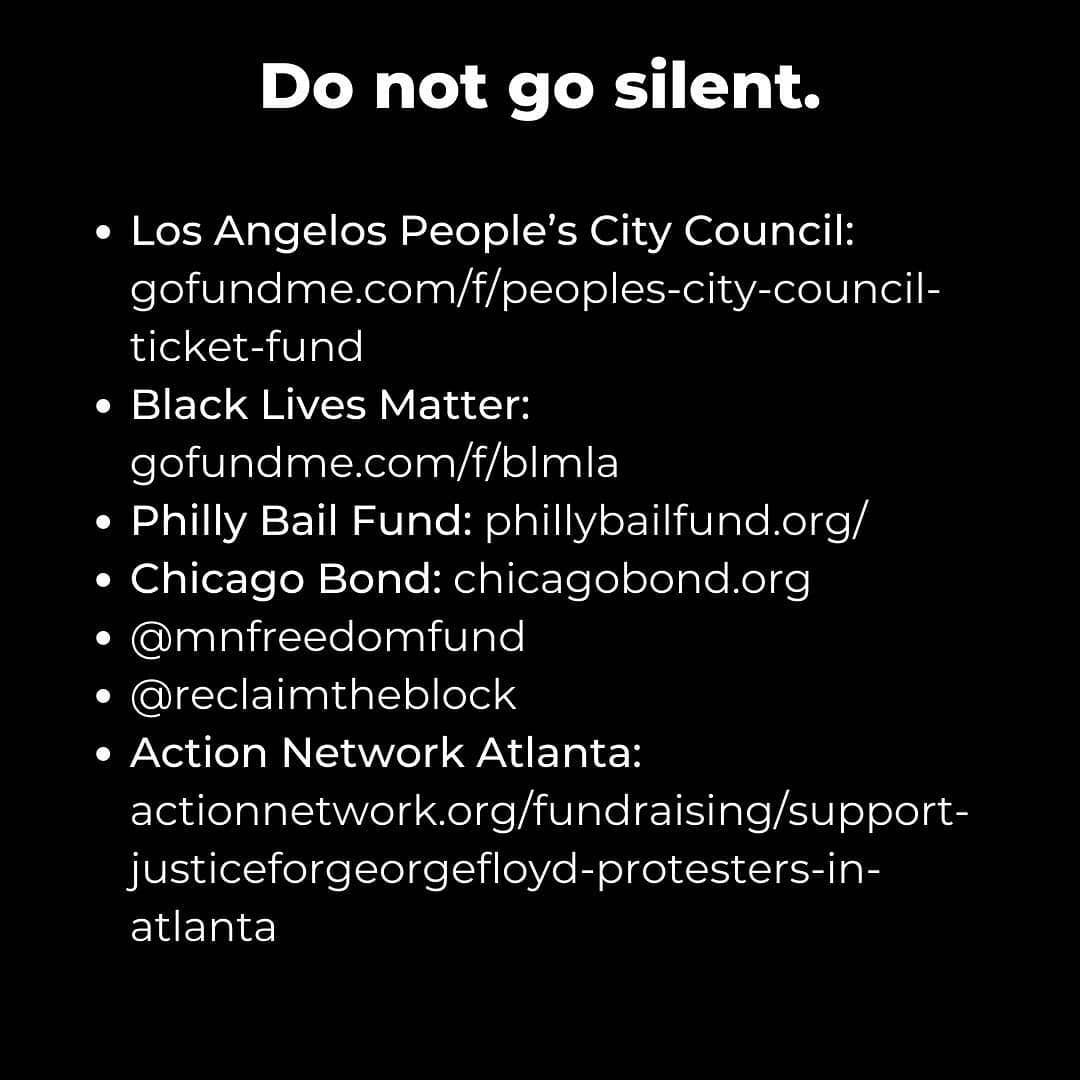 Do not go silent.
• Los Angelos People’s City Council:
gofundme.com/f/peoples-city-council-
ticket-fund
• Black Lives Matter:
gofundme.com/f/blmla
• Philly Bail Fund: phillybailfund.org/
• Chicago Bond: chicagobond.org
• @mnfreedomfund
• @reclaimtheblock
• Action Network Atlanta:
actionnetwork.org/fundraising/support-
justiceforgeorgefloyd-protesters-in-
atlanta